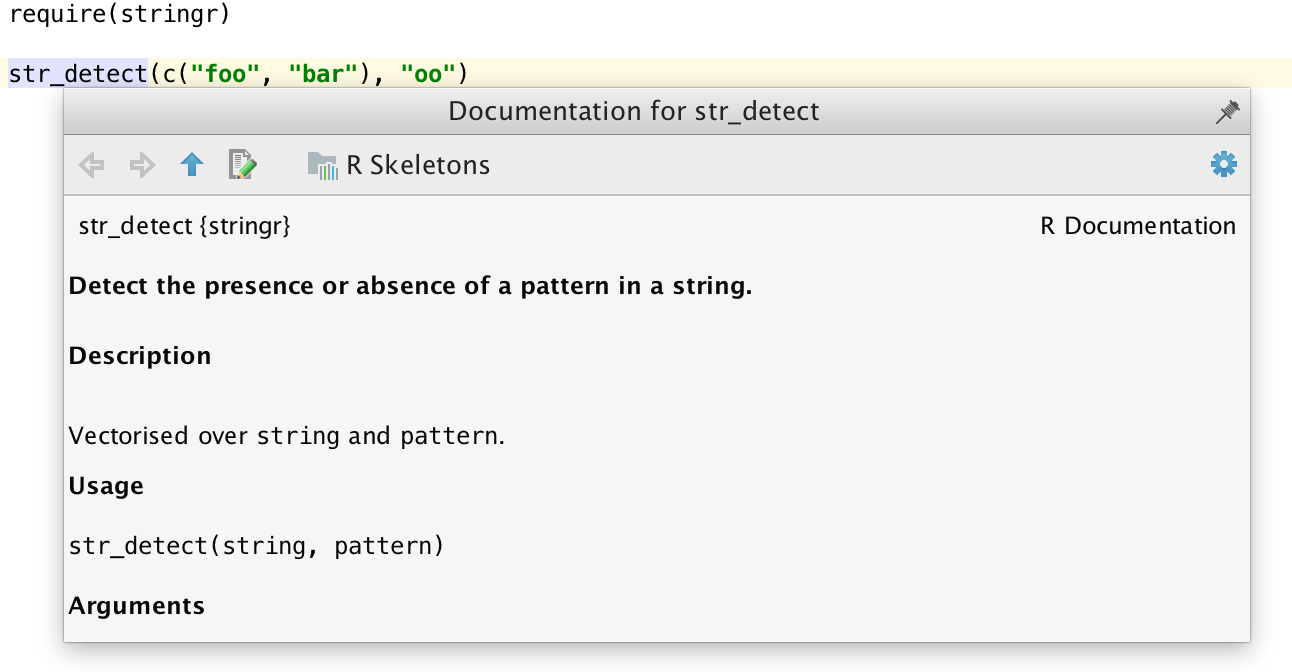 require(stringr)
str_detect(c("foo", "bar"), "oo")
Documentation for str_detect
R Skeletons
str_detect {stringr} R Documentation
Detect the presence or absence of a pattern in a string.
Description
Vectorised over string and pattern.
Usage
str_detect(string, pattern)
Arguments